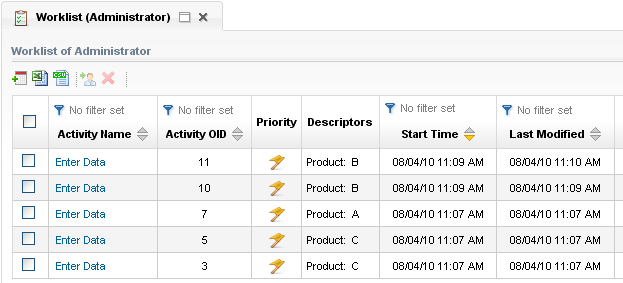 Worklist (Administrator)
Worklist of Administrator
CSV
No filter set No filter set No filter set No filter set
Activity Name Activity OID Priority Descriptors Start Time Last Modified
Enter Data 11 Product: B 08/04/10 11:09 AM 08/04/10 11:10 AM
Enter Data 10 Product: B 08/04/10 11:09 AM 08/04/10 11:09 AM
Enter Data 7 Product: A 08/04/10 11:07 AM 08/04/10 11:07 AM
Enter Data 5 Product: C 08/04/10 11:07 AM 08/04/10 11:07 AM
Enter Data 3 Product: C 08/04/10 11:07 AM 08/04/10 11:07 AM